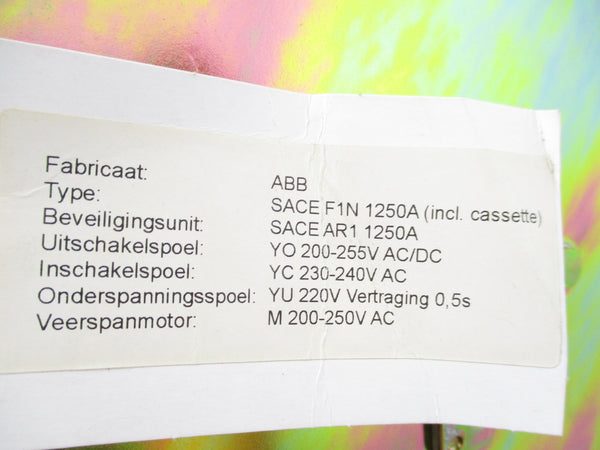 Fabricaat: ABB
Type: SACE F1N 1250A (incl. cassette)
Beveiligingsunit: SACE AR1 1250A
Uitschakelspoel: YO 200-255V AC/DC
Inschakelspoel: YC 230-240V AC
Onderspanningsspoel: YU 220V Vertraging 0,5s
Veerspanmotor: M 200-250V AC